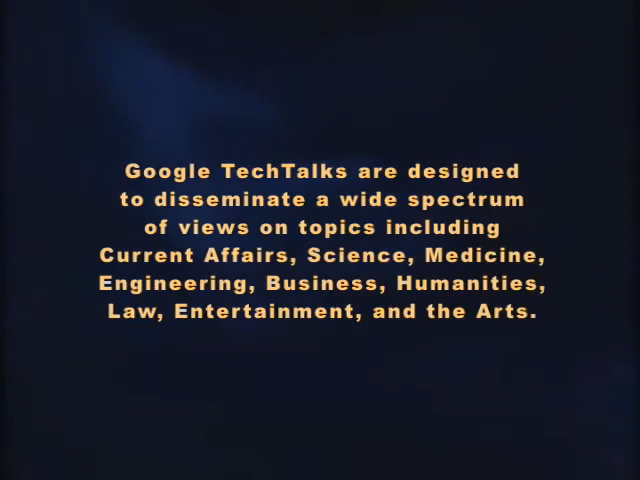 Google TechTalks are designed
to disseminate a wide spectrum
of views on topics including
Current Affairs, Science, Medicine,
Engineering, Business, Humanities,
Law, Entertainment, and the Arts.